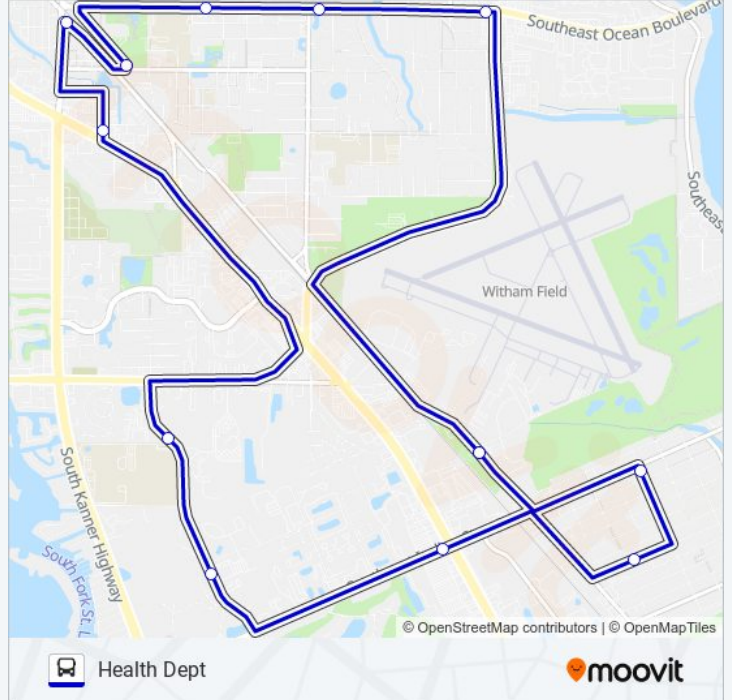 Southeast Ocean Boulevard
Southeas
Witham Field
South Kanner Highway
South Fork St. L
© OpenStreetMap contributors | © OpenMapTiles
Health Dept
moovit